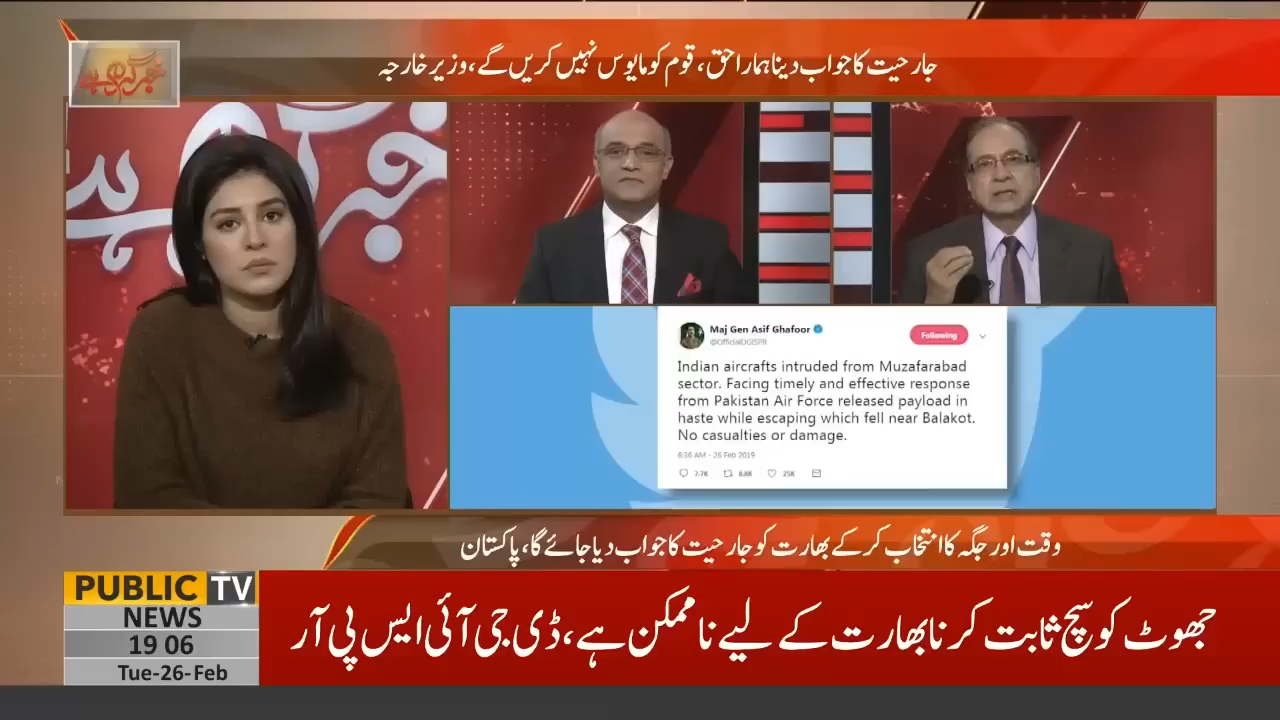 جارحیت کا جواب دینا ہمارا حق، قوم کو مایوس نہیں کریں گے، وزیر خارجہ
خبر گرم ہے
خبر
ہے
Maj Gen Asif Ghafoor
@OfficialDGISPR
Following
Indian aircrafts intruded from Muzafarabad
sector. Facing timely and effective response
from Pakistan Air Force released payload in
haste while escaping which fell near Balakot.
No casualties or damage.
6:36 AM - 26 Feb 2019
7.7K 8.8K 25K
وقت اور جگہ کا انتخاب کر کے بھارت کو جارحیت کا جواب دیا جائے گا، پاکستان
PUBLIC TV
NEWS
19 06
Tue-26-Feb
جھوٹ کو سچ ثابت کرنا بھارت کے لیے ناممکن ہے، ڈی جی آئی ایس پی آر